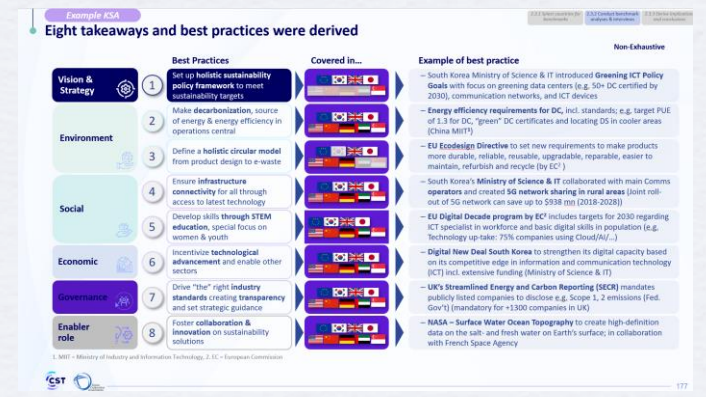 Example KSA
Eight takeaways and best practices were derived
Non-Exhaustive
Best Practices
Covered in...
Example of best practice
Vision &
Strategy
1
Set up holistic sustainability
policy framework to meet
sustainability targets
– South Korea Ministry of Science & IT introduced Greening ICT Policy
Goals with focus on green data centers (e.g. 50+ DC certified by
2030), communication networks, and ICT devices
Environment
2
Make decarbonization, source
of energy & energy efficiency in
operations central
– Energy efficiency requirements for DC, incl. standards; e.g. target PUE
of 1.3 for DC, "green" DC certificates and locating DS in cooler areas
(China MIIT¹)
3
Define a holistic circular model
from product design to e-waste
– EU Ecodesign Directive to set new requirements to make products
more durable, reliable, reusable, upgradable, reparable, easier to
maintain, refurbish and recycle (by EC²)
Social
4
Ensure infrastructure
connectivity for all through
access to latest technology
– South Korea's Ministry of Science & IT collaborated with main Comms
operators and created 5G network sharing in rural areas (Joint roll-
out of 5G network can save up to $938 mn (2018-2028))
5
Develop skills through STEM
education, special focus on
women & youth
– EU Digital Decade program by EC² includes targets for 2030 regarding
ICT specialist in workforce and basic digital skills in population (e.g,
Technology up-take: 75% companies using Cloud/AI/...)
Economic
6
Incentivize technological
advancement and enable other
sectors
– Digital New Deal South Korea to strengthen its digital capacity based
on its competitive edge in information and communication technology
(ICT) incl. extensive funding (Ministry of Science & IT)
Governance
7
Drive "the" right industry
standards creating transparency
and set strategic guidance
– UK's Streamlined Energy and Carbon Reporting (SECR) mandates
publicly listed companies to disclose e.g. Scope 1, 2 emissions (Fed.
Gov't) (mandatory for +1300 companies in UK)
Enabler
role
8
Foster collaboration &
innovation on sustainability
solutions
– NASA – Surface Water Ocean Topography to create high-definition
data on the salt- and fresh water on Earth's surface; in collaboration
with French Space Agency
1. MIIT = Ministry of Industry and Information Technology, 2. EC = European Commission
CST
177